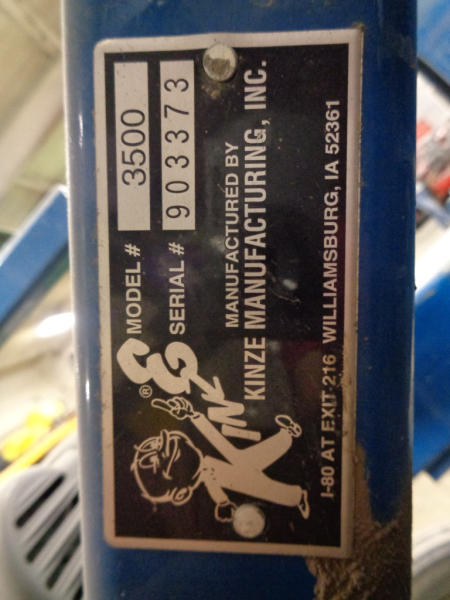 KINZE®
MODEL # 3500
SERIAL # 903373
MANUFACTURED BY
KINZE MANUFACTURING, INC.
I-80 AT EXIT-216 WILLIAMSBURG, IA 52361